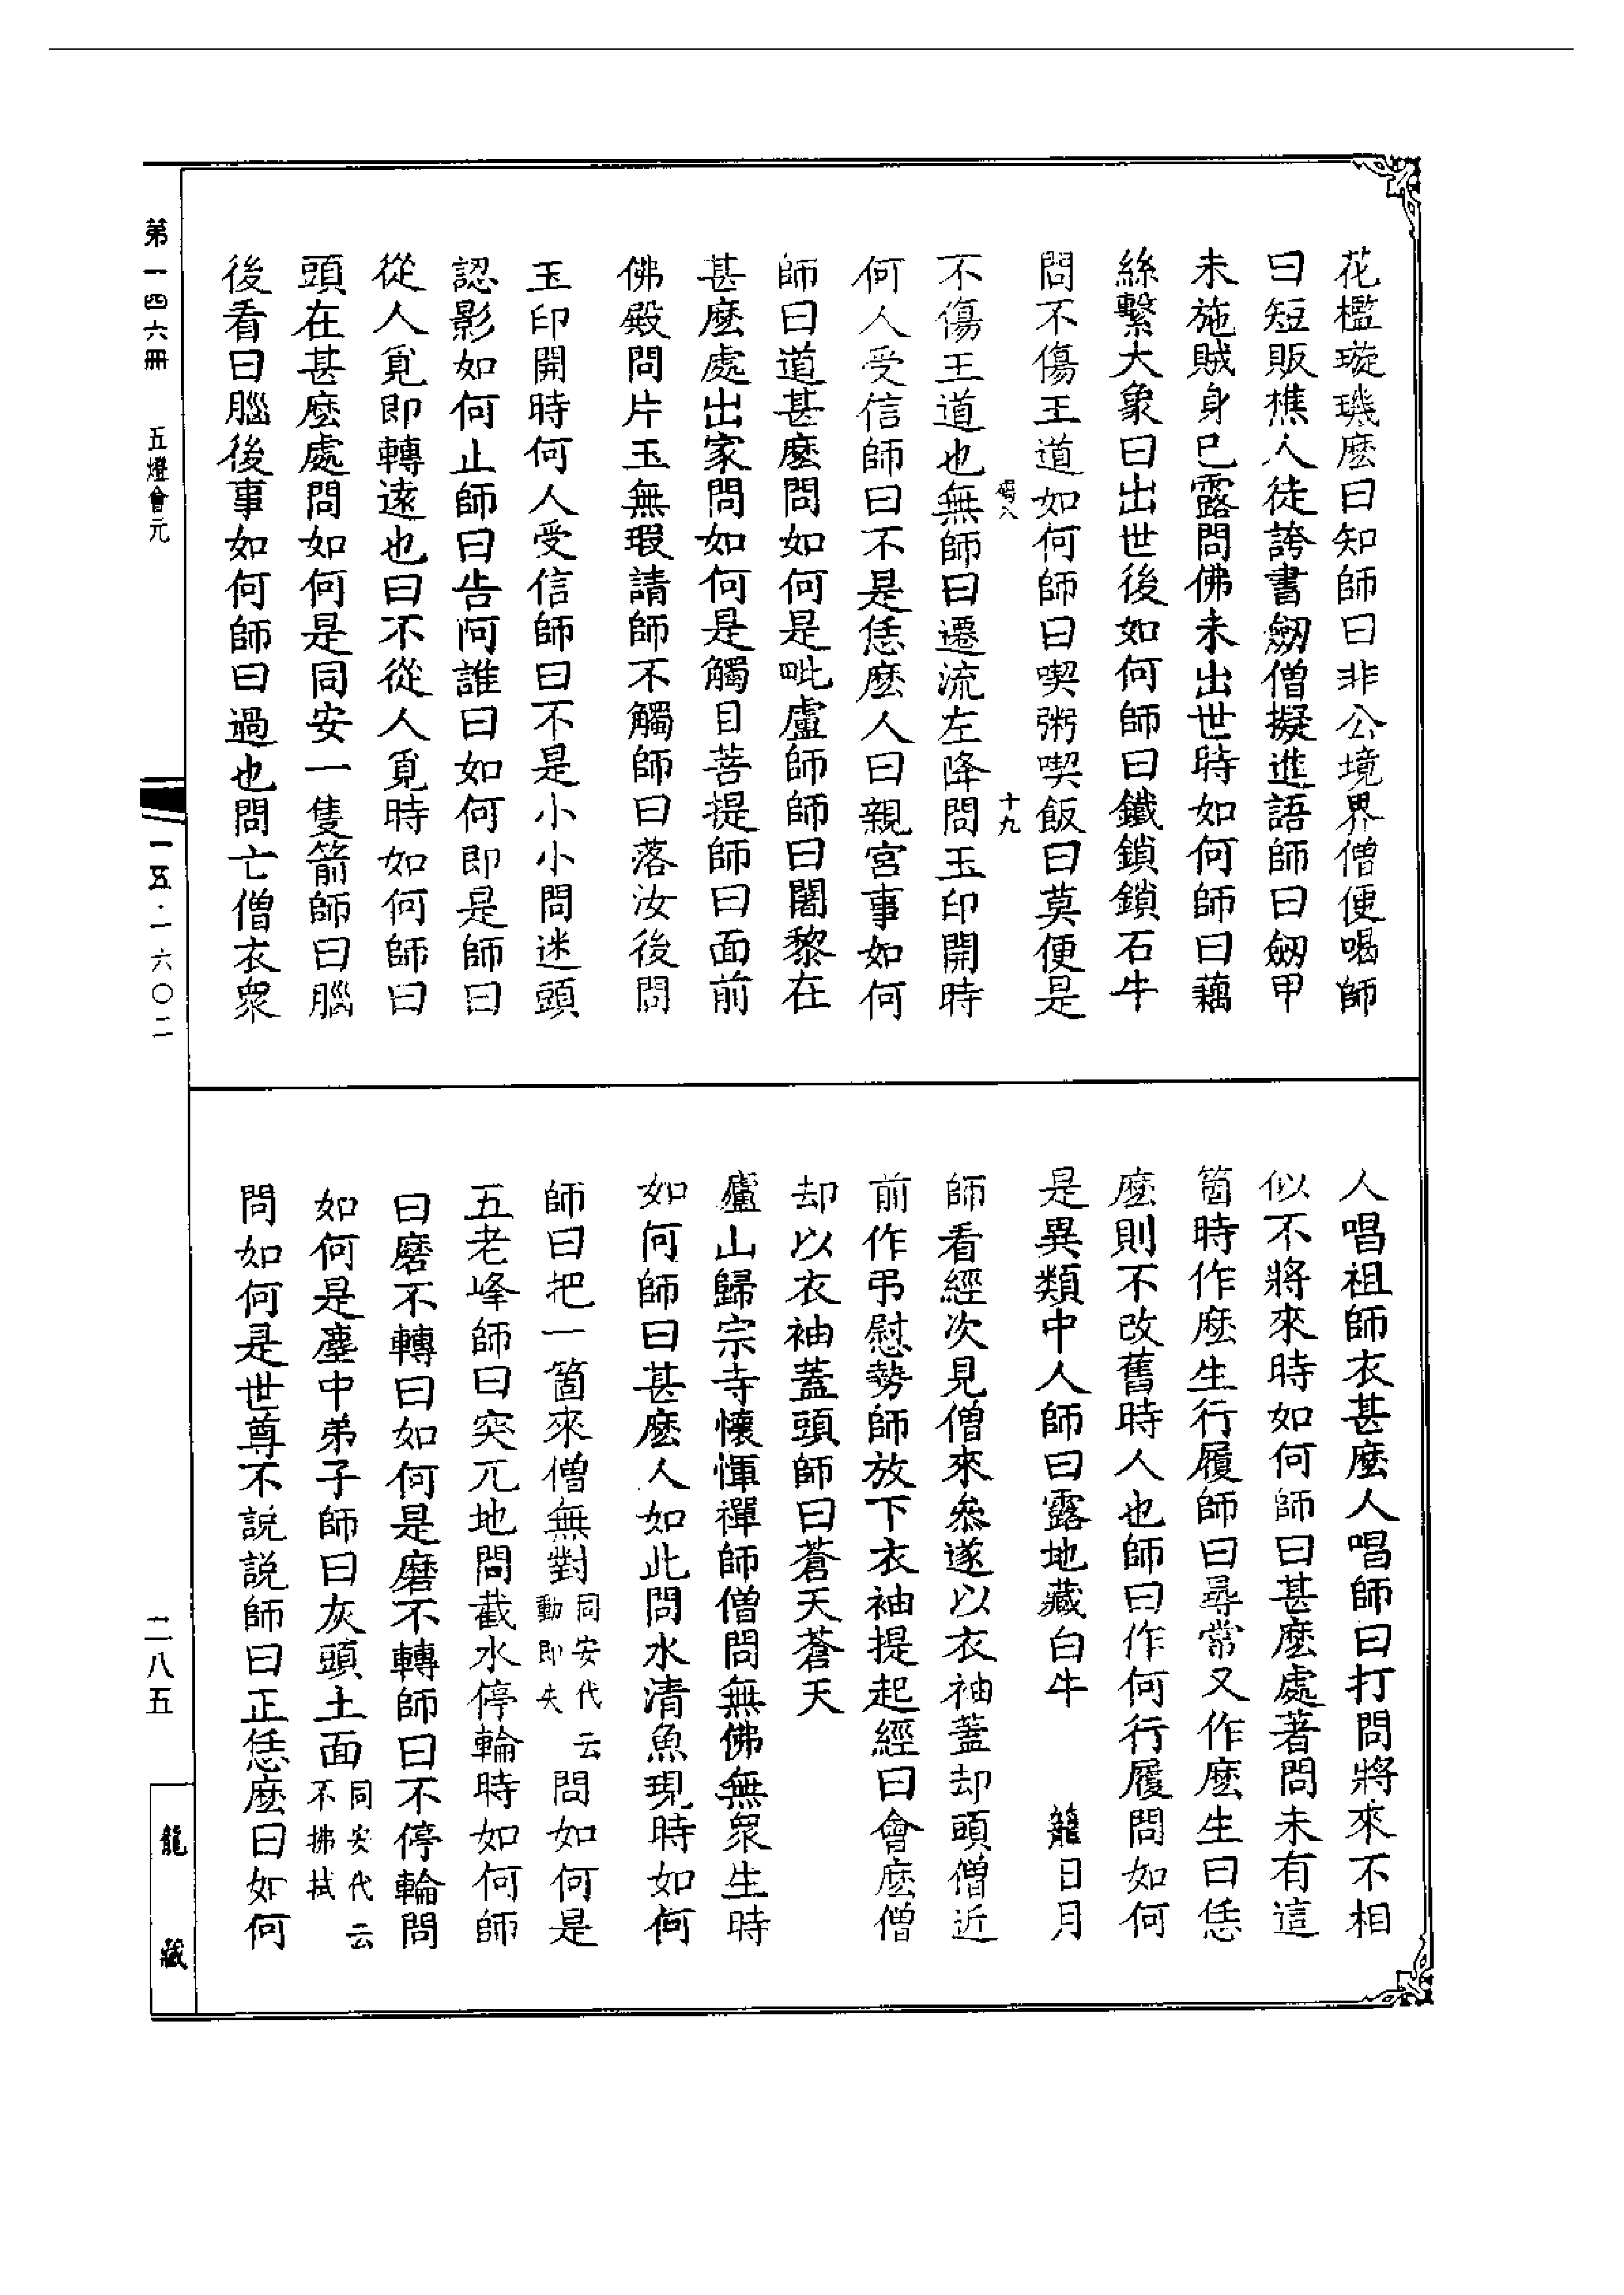 花檻璇璣麽曰知師曰非公境界僧便喝師
曰短販樵人徒誇書劒僧擬進語師曰劒甲
未施賊身已露問佛未出世時如何師曰藕
絲繫大象曰出世後如何師曰鐵鎖鎖石牛
問不傷王道如何師曰喫粥喫飯曰莫便是
十九
不傷王道也無師曰遷流左降問玉印開時
何人受信師曰不是恁麽人曰親宮事如何
師曰道甚麽問如何是毗盧師師曰闍黎在
甚麽處出家問如何是觸目菩提師曰面前
佛殿問片玉無瑕請師不觸師曰落汝後問
玉印開時何人受信師曰不是小小問迷頭
認影如何止師曰告阿誰曰如何即是師曰
從人覓即轉遠也曰不從人覓時如何師曰
頭在甚麽處問如何是同安一隻箭師曰腦
後看曰腦後事如何師曰過也問亡僧衣衆
人唱祖師衣甚麽人唱師曰打問將來不相
似不將來時如何師曰甚麽處著問未有這
箇時作麽生行履師曰尋常又作麽生曰恁
麽則不改舊時人也師曰作何行履問如何
是異類中人師曰露地藏白牛　籠日月
師看經次見僧來叅遂以衣袖蓋却頭僧近
前作弔慰勢師放下衣袖提起經曰會麽僧
却以衣袖蓋頭師曰蒼天蒼天
廬山歸宗寺懷惲禪師僧問無佛無衆生時
如何師曰甚麽人如此問水清魚現時如何
師曰把一箇來僧無對同安代云動即失問如何是
五老峰師曰突兀地問截水停輪時如何師
曰磨不轉曰如何是磨不轉師曰不停輪問
如何是塵中弟子師曰灰頭土面同安代云不拂拭
問如何是世尊不説説師曰正恁麽曰如何
第一四六冊　五燈會元
一五·一六〇二
二八五
龍藏